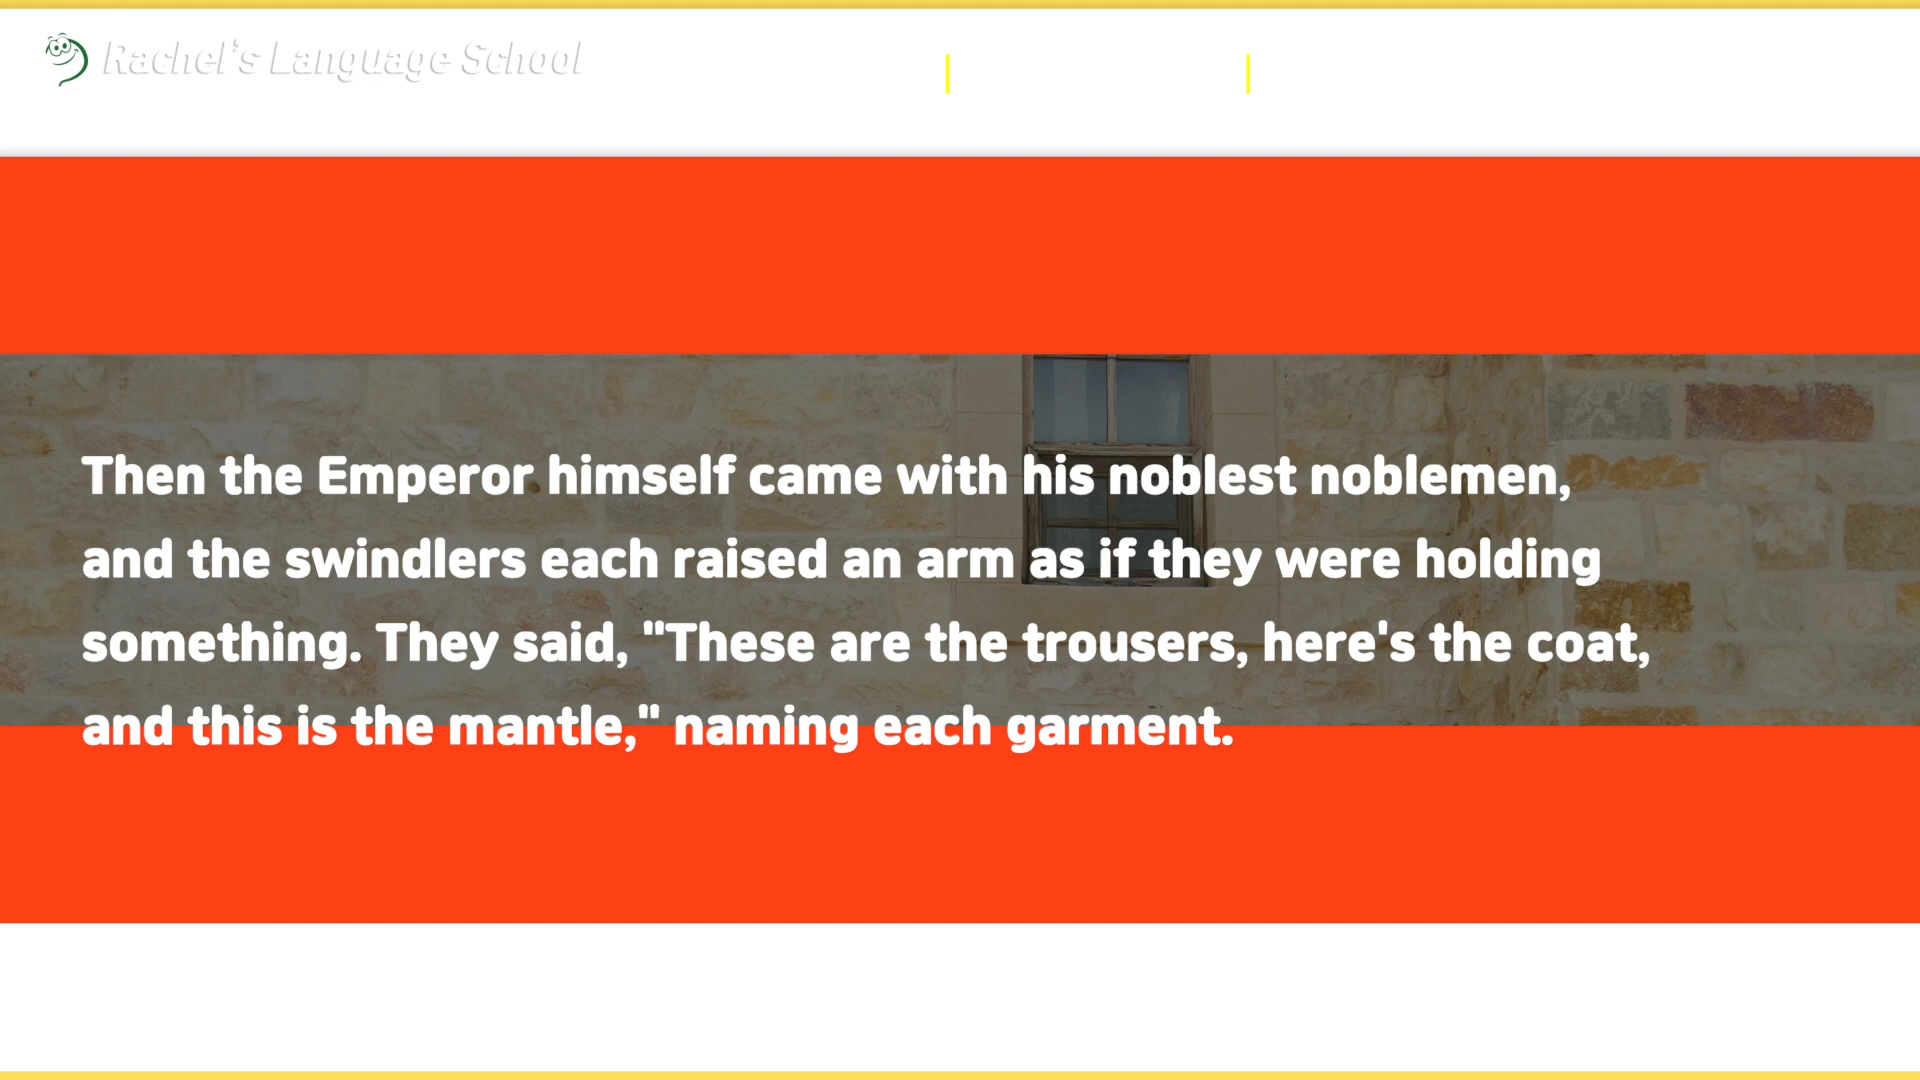 Rachel's Language School
Then the Emperor himself came with his noblest noblemen,
and the swindlers each raised an arm as if they were holding
something. They said, "These are the trousers, here's the coat,
and this is the mantle," naming each garment.